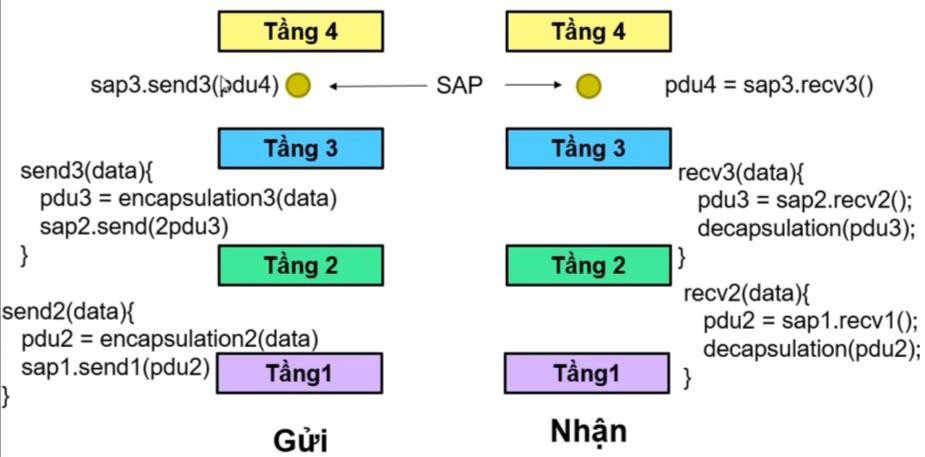 Tầng 4
Tầng 4
sap3.send3(pdu4)
SAP
pdu4 = sap3.recv3()
Tầng 3
Tầng 3
send3(data){
pdu3 = encapsulation3(data)
sap2.send(2pdu3)
}
recv3(data){
pdu3 = sap2.recv2();
decapsulation(pdu3);
}
Tầng 2
Tầng 2
send2(data){
pdu2 = encapsulation2(data)
sap1.send1(pdu2)
}
recv2(data){
pdu2 = sap1.recv1();
decapsulation(pdu2);
}
Tầng1
Tầng1
Gửi
Nhận